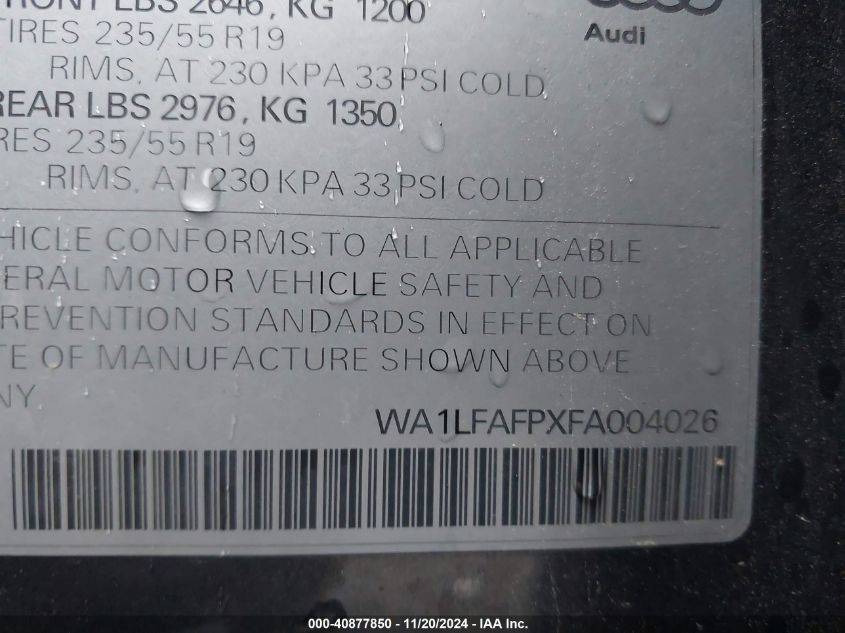 FRONT LBS 2646, KG 1200
TIRES 235/55 R19
Audi
RIMS, AT 230 KPA 33 PSI COLD
REAR LBS 2976, KG 1350
RES 235/55 R19
RIMS, AT 230 KPA 33 PSI COLD
HICLE CONFORMS TO ALL APPLICABLE
ERAL MOTOR VEHICLE SAFETY AND
REVENTION STANDARDS IN EFFECT ON
TE OF MANUFACTURE SHOWN ABOVE
NY
WA1LFAFPXFA004026
000-40877850 - 11/20/2024 - IAA Inc.